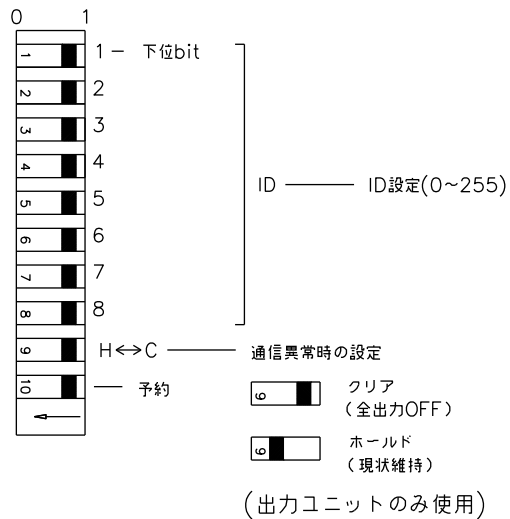 0 1
1 1 下位bit
2 2
3 3
4 4
5 5 ID ID設定(0～255)
6 6
7 7
8 8
9 H↔C 通信異常時の設定
10 予約
9 クリア
(全出力OFF)
9 ホールド
(現状維持)
(出力ユニットのみ使用)